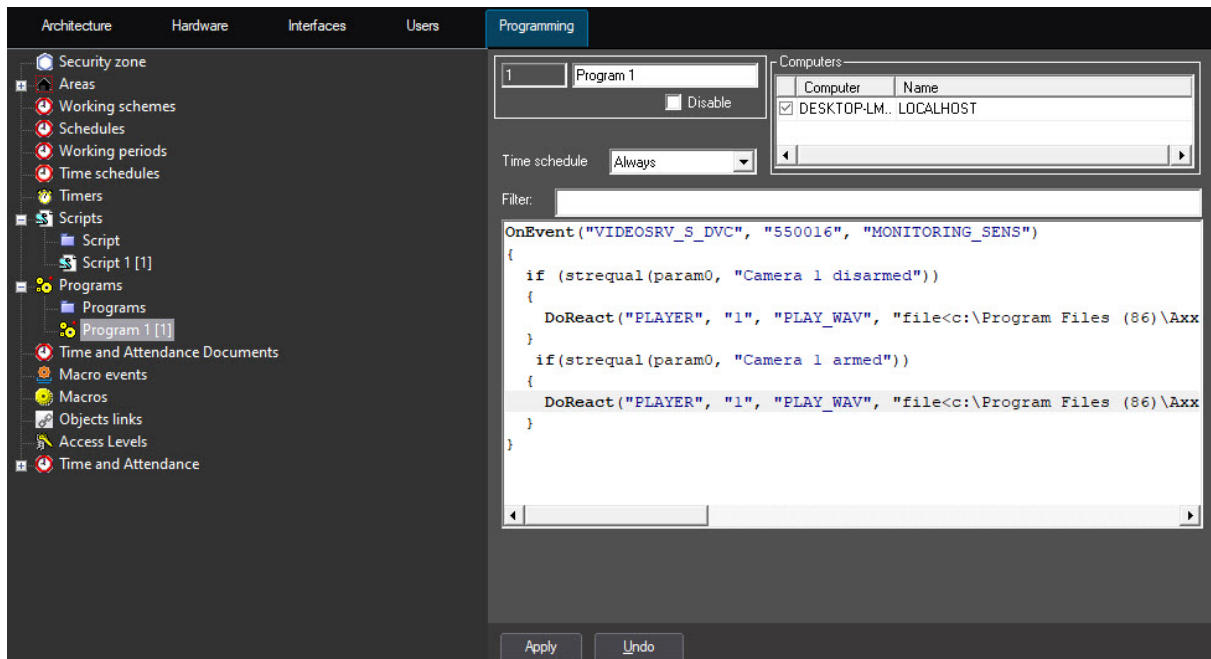 Architecture Hardware Interfaces Users Programming
Security zone
Areas
Working schemes
Schedules
Working periods
Time schedules
Timers
Scripts
Script
Script 1 [1]
Programs
Programs
Program 1 [1]
Time and Attendance Documents
Macro events
Macros
Objects links
Access Levels
Time and Attendance
1 Program 1
Disable
Computers
Computer Name
DESKTOP-LM.. LOCALHOST
Time schedule Always
Filter:
OnEvent("VIDEOSRV_S_DVC", "550016", "MONITORING_SENS")
{
if (strequal(param0, "Camera 1 disarmed"))
{
DoReact("PLAYER", "1", "PLAY_WAV", "file<c:\Program Files (86)\Axx
}
if(strequal(param0, "Camera 1 armed"))
{
DoReact("PLAYER", "1", "PLAY_WAV", "file<c:\Program Files (86)\Axx
}
}
Apply Undo